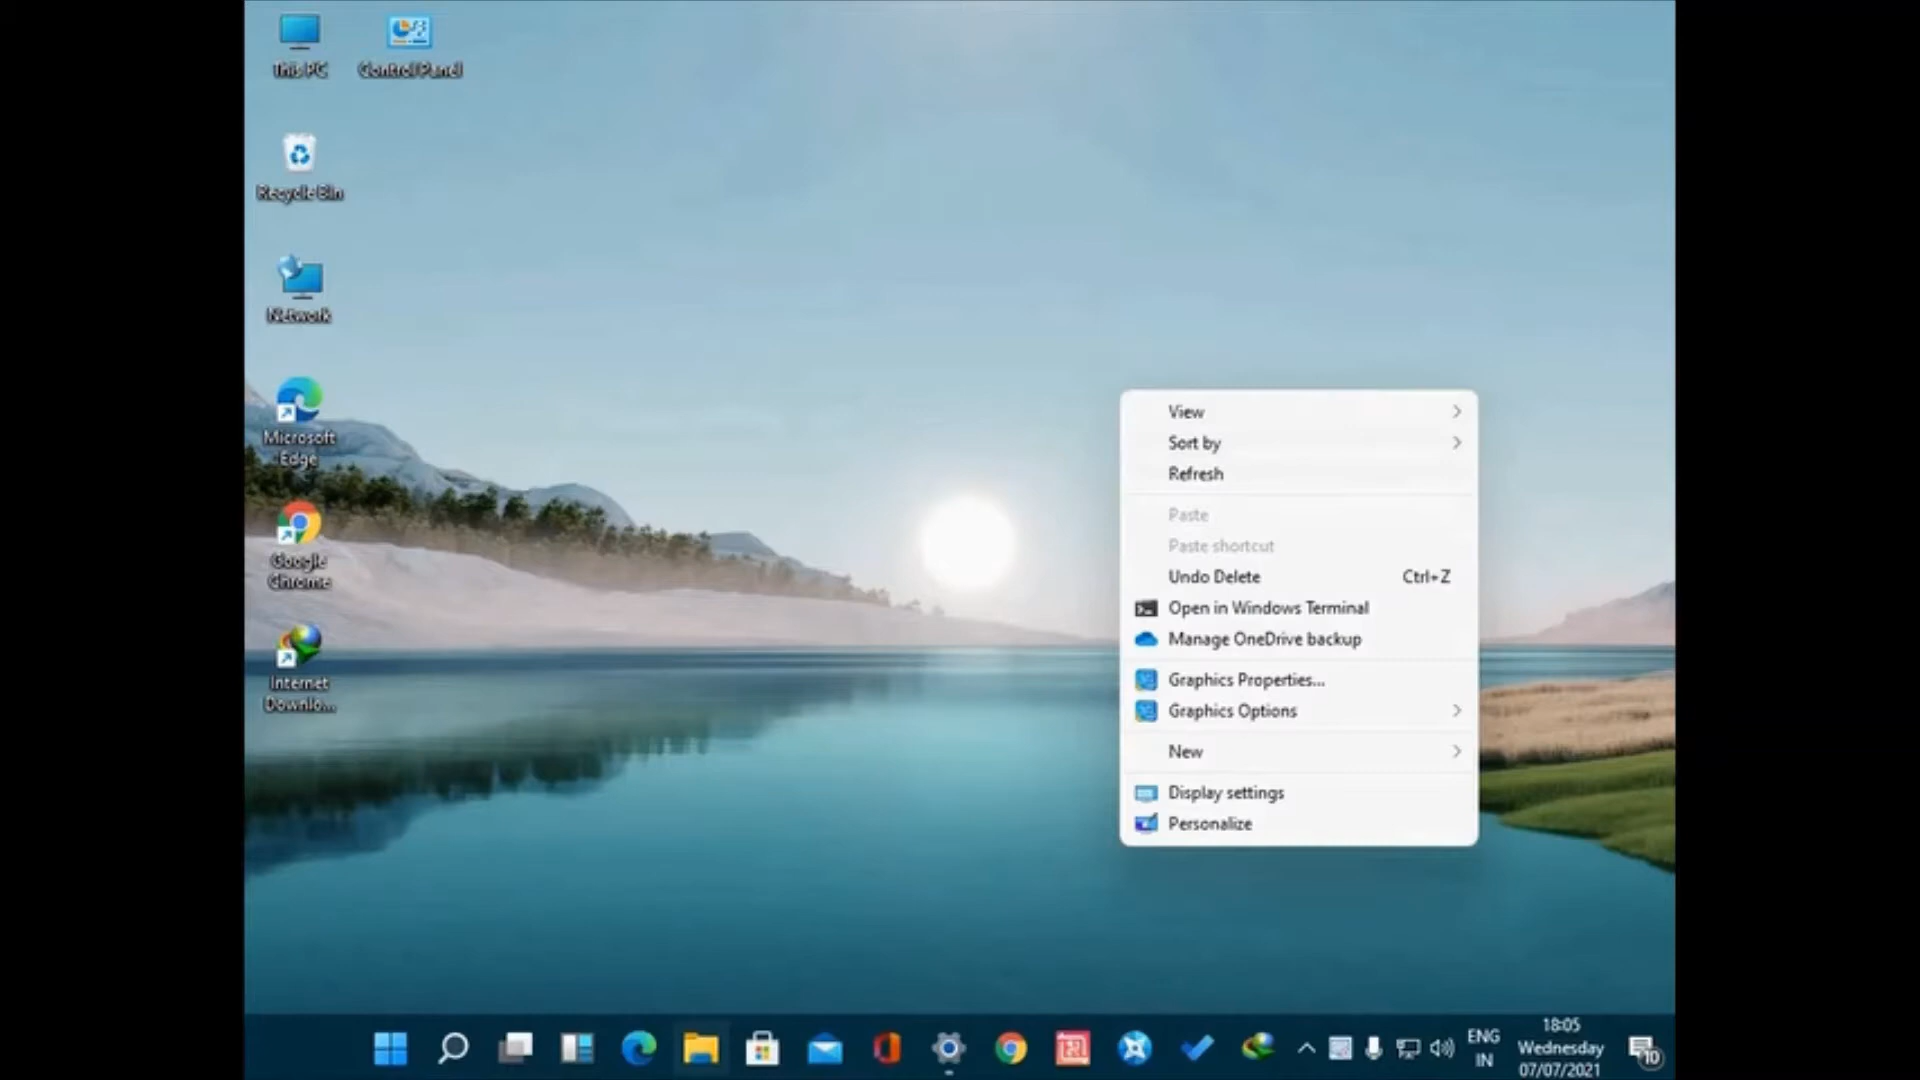 This PC
Control Panel
Recycle Bin
Network
Microsoft
Edge
Google
Chrome
Internet
Downlo...
View
Sort by
Refresh
Paste
Paste shortcut
Undo Delete Ctrl+Z
Open in Windows Terminal
Manage OneDrive backup
Graphics Properties...
Graphics Options
New
Display settings
Personalize
ENG
IN
18:05
Wednesday
07/07/2021
10